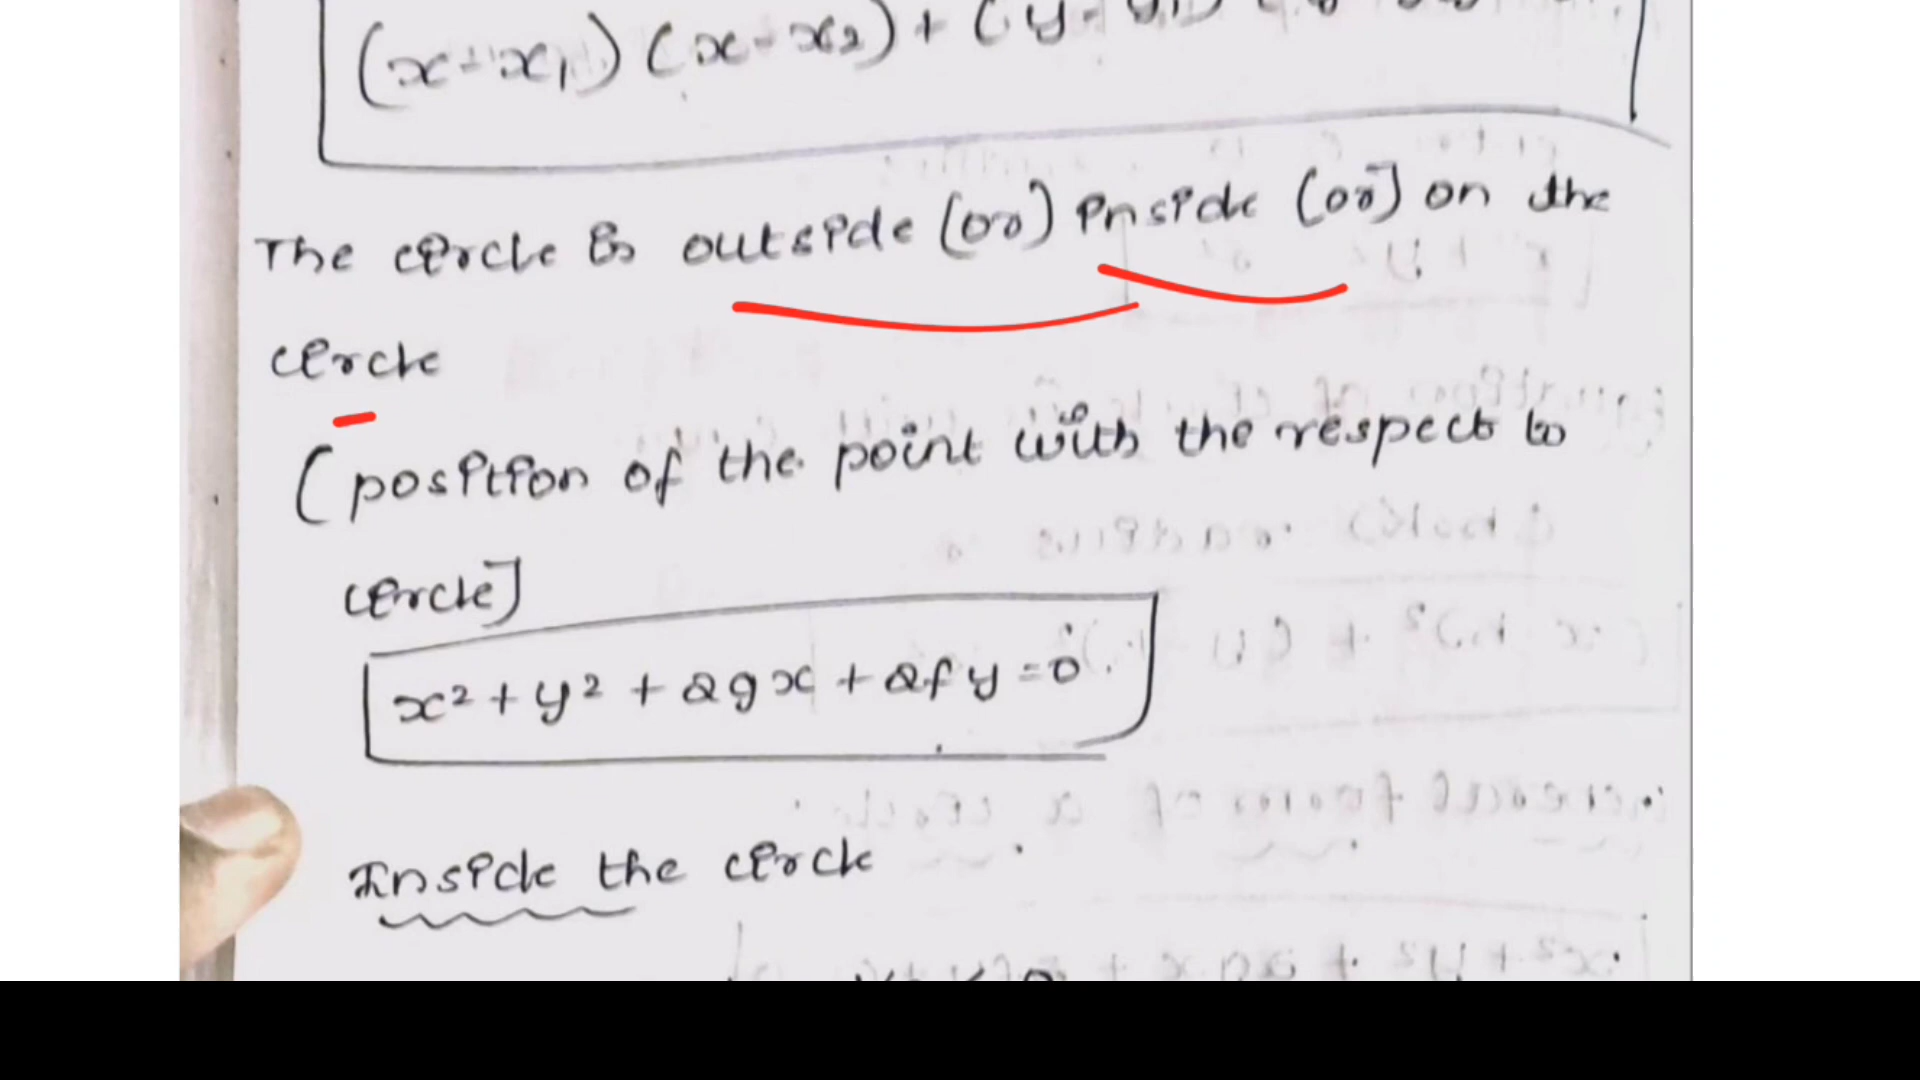 (x-x1) (x-x2) + (y-y1)
The circle is outside (or) inside (or) on the
circle
(position of the point with the respect to
circle)
x² + y² + 2gx + 2fy = 0
Inside the circle